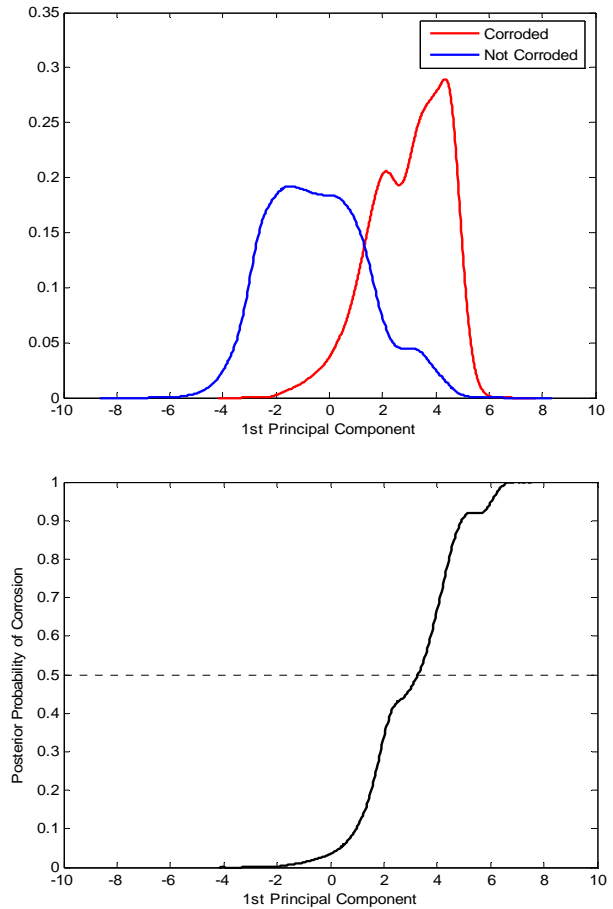 0.35
0.3
0.25
0.2
0.15
0.1
0.05
0
Corroded
Not Corroded
-10 -8 -6 -4 -2 0 2 4 6 8 10
1st Principal Component
1
0.9
0.8
0.7
0.6
0.5
0.4
0.3
0.2
0.1
0
Posterior Probability of Corrosion
-10 -8 -6 -4 -2 0 2 4 6 8 10
1st Principal Component